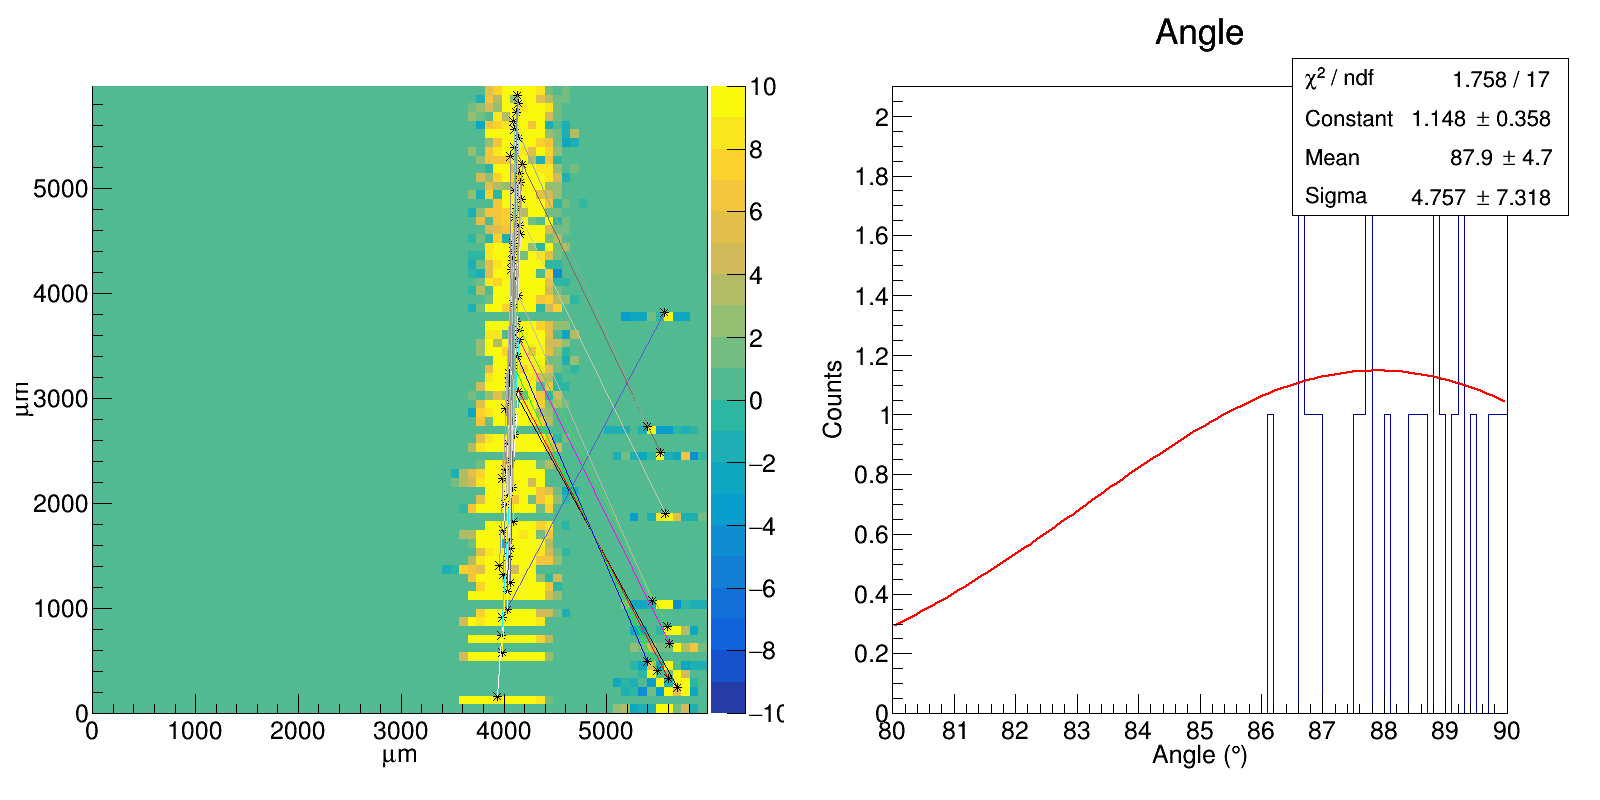 Angle
χ² / ndf 1.758 / 17
Constant 1.148 ± 0.358
Mean 87.9 ± 4.7
Sigma 4.757 ± 7.318
μm
5000
4000
3000
2000
1000
0
0 1000 2000 3000 4000 5000
μm
10
8
6
4
2
0
−2
−4
−6
−8
−10
Counts
2
1.8
1.6
1.4
1.2
1
0.8
0.6
0.4
0.2
0
80 81 82 83 84 85 86 87 88 89 90
Angle (°)